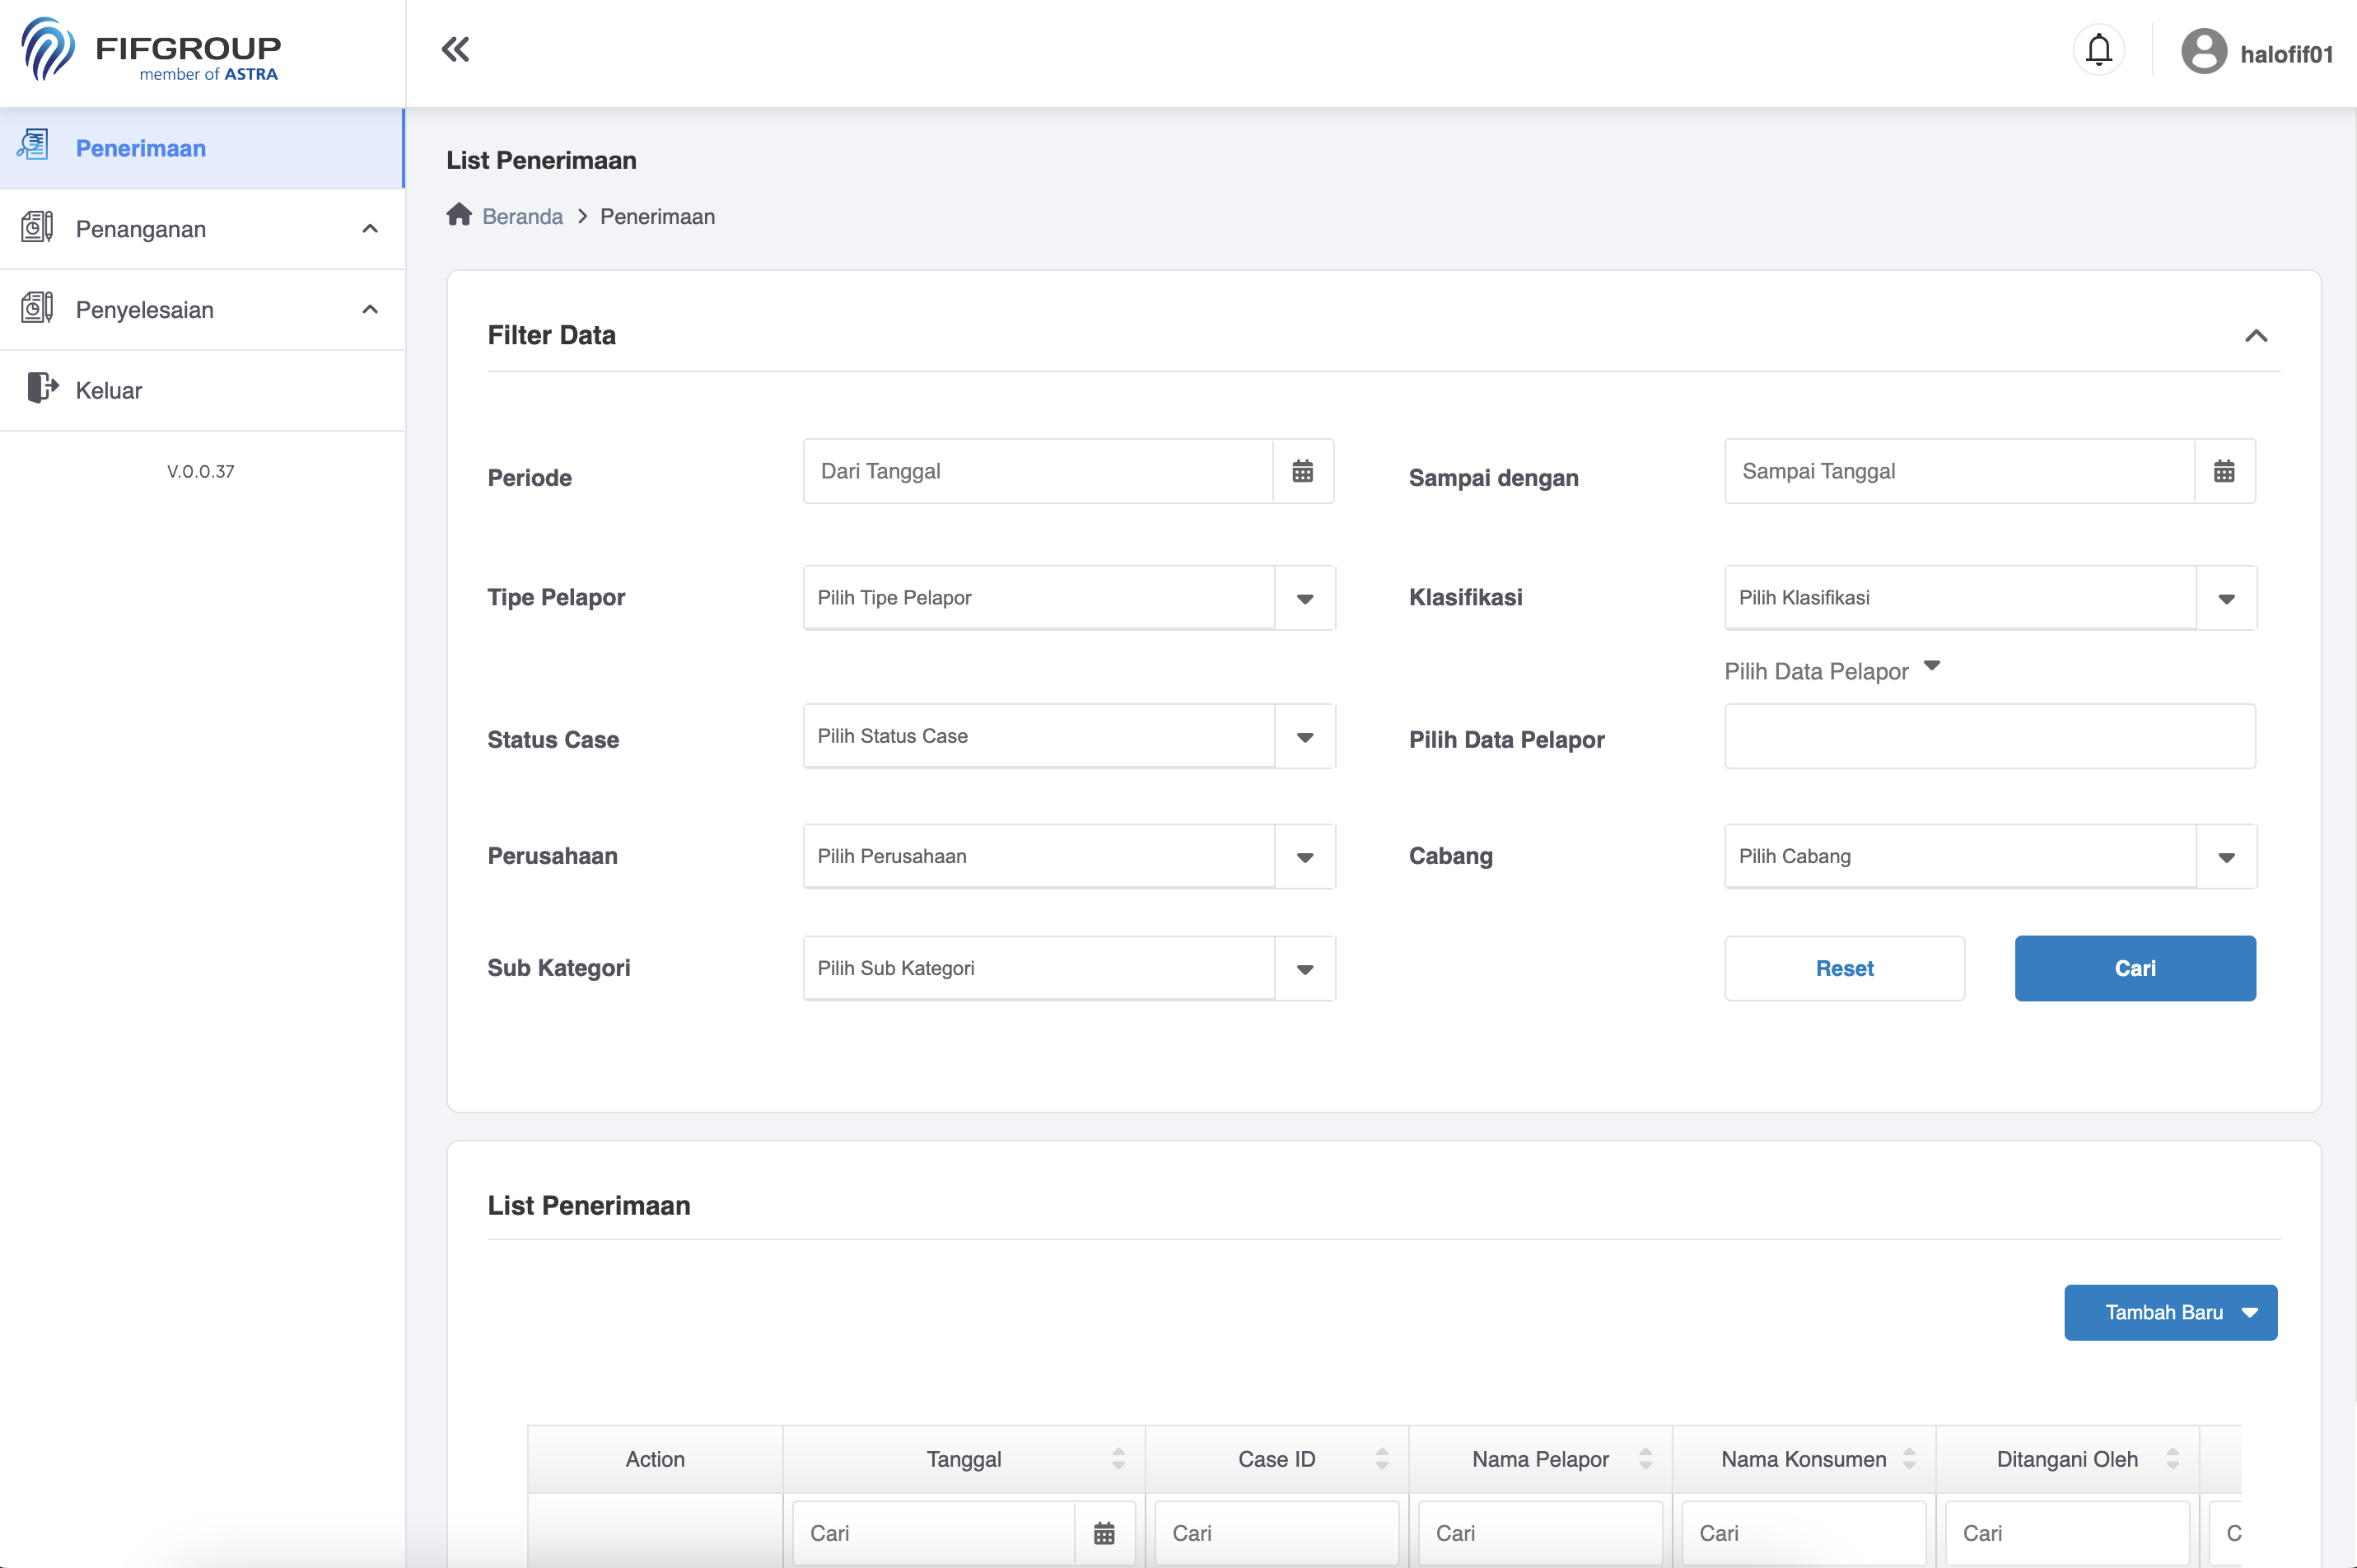 FIFGROUP
member of ASTRA
halofif01
Penerimaan
Penanganan
Penyelesaian
Keluar
V.0.0.37
List Penerimaan
Beranda > Penerimaan
Filter Data
Periode
Dari Tanggal
Sampai dengan
Sampai Tanggal
Tipe Pelapor
Pilih Tipe Pelapor
Klasifikasi
Pilih Klasifikasi
Pilih Data Pelapor
Status Case
Pilih Status Case
Pilih Data Pelapor
Perusahaan
Pilih Perusahaan
Cabang
Pilih Cabang
Sub Kategori
Pilih Sub Kategori
Reset
Cari
List Penerimaan
Tambah Baru
Action Tanggal Case ID Nama Pelapor Nama Konsumen Ditangani Oleh
Cari Cari Cari Cari Cari C